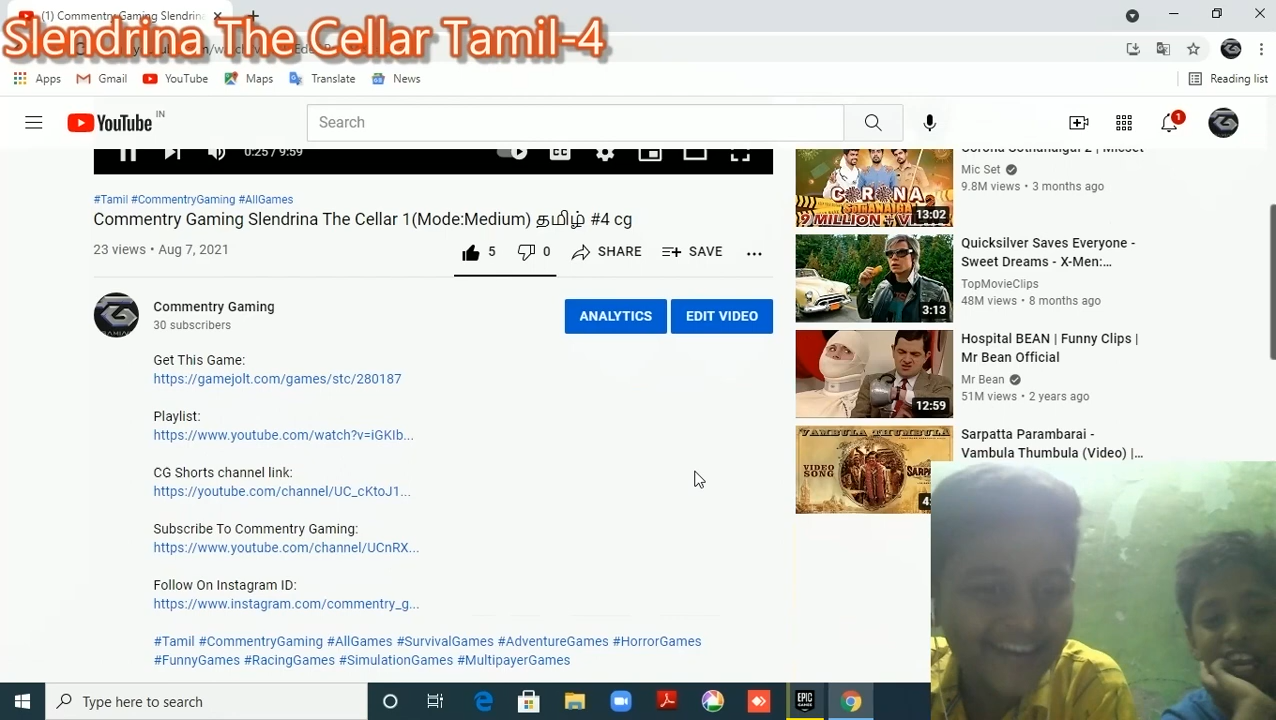 (1) Commentry Gaming Slendrina
Slendrina The Cellar Tamil-4
Apps
Gmail
YouTube
Maps
Translate
News
Reading list
YouTube IN
Search
1
0:25 / 9:59
#Tamil #CommentryGaming #AllGames
Commentry Gaming Slendrina The Cellar 1(Mode:Medium) தமிழ் #4 cg
23 views • Aug 7, 2021
5
0
SHARE
SAVE
Commentry Gaming
30 subscribers
ANALYTICS
EDIT VIDEO
Get This Game:
https://gamejolt.com/games/stc/280187
Playlist:
https://www.youtube.com/watch?v=iGKIb...
CG Shorts channel link:
https://youtube.com/channel/UC_cKtoJ1...
Subscribe To Commentry Gaming:
https://www.youtube.com/channel/UCnRX...
Follow On Instagram ID:
https://www.instagram.com/commentry_g...
#Tamil #CommentryGaming #AllGames #SurvivalGames #AdventureGames #HorrorGames
#FunnyGames #RacingGames #SimulationGames #MultipayerGames
CORONA
13:02
Mic Set
9.8M views • 3 months ago
3:13
Quicksilver Saves Everyone -
Sweet Dreams - X-Men:...
TopMovieClips
48M views • 8 months ago
12:59
Hospital BEAN | Funny Clips |
Mr Bean Official
Mr Bean
51M views • 2 years ago
VAMBULA THUMBULA
VIDEO
SONG
Sarpatta Parambarai -
Vambula Thumbula (Video) |...
Type here to search
EPIC
GAMES